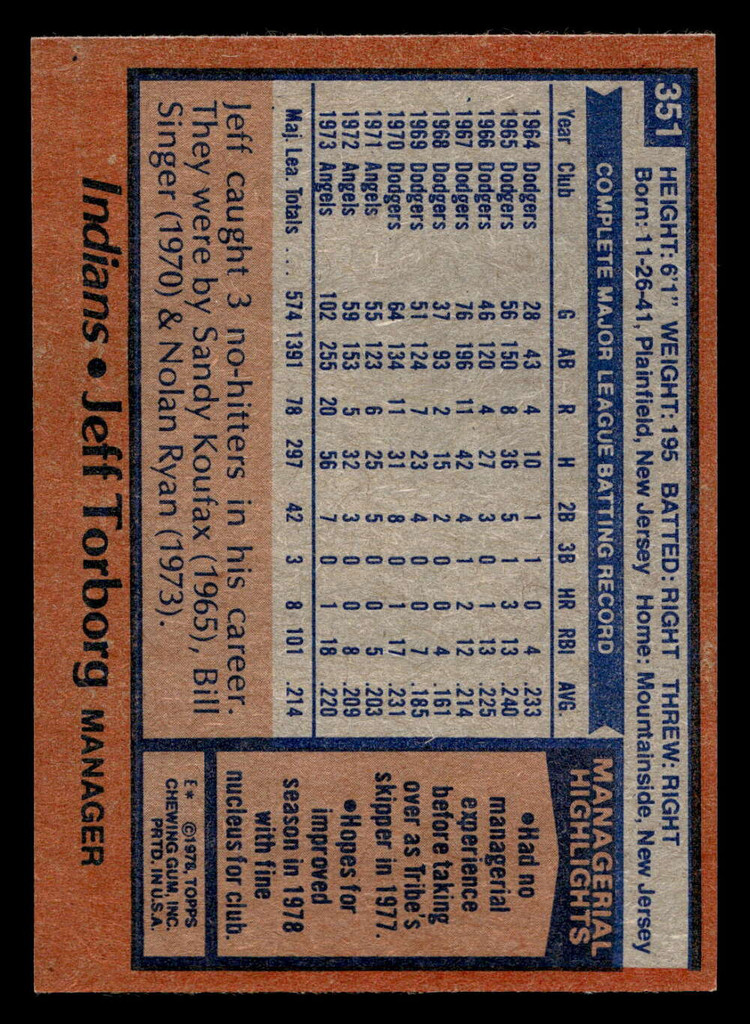 351
HEIGHT: 6'1" WEIGHT: 195 BATTED: RIGHT THREW: RIGHT
Born: 11-26-41, Plainfield, New Jersey Home: Mountainside, New Jersey
COMPLETE MAJOR LEAGUE BATTING RECORD
Year Club G AB R H 2B 3B HR RBI AVG.
1964 Dodgers 28 43 4 10 1 1 0 4 .233
1965 Dodgers 56 150 8 36 5 1 3 13 .240
1966 Dodgers 46 120 4 27 3 0 1 13 .225
1967 Dodgers 76 196 11 42 4 1 2 12 .214
1968 Dodgers 37 93 2 15 2 0 0 4 .161
1969 Dodgers 51 124 7 23 4 0 0 7 .185
1970 Dodgers 64 134 11 31 8 0 1 17 .231
1971 Angels 55 123 6 25 5 0 0 5 .203
1972 Angels 59 153 5 32 3 0 0 8 .209
1973 Angels 102 255 20 56 7 0 1 18 .220
Maj. Lea. Totals .... 574 1391 78 297 42 3 8 101 .214
Jeff caught 3 no-hitters in his career.
They were by Sandy Koufax (1965), Bill
Singer (1970) & Nolan Ryan (1973).
MANAGERIAL
HIGHLIGHTS
•Had no
managerial
experience
before taking
over as Tribe's
skipper in 1977.
•Hopes for
improved
season in 1978
with fine
nucleus for club.
E* ©1978, TOPPS
CHEWING GUM, INC.
PRTD. IN U.S.A.
Indians • Jeff Torborg MANAGER